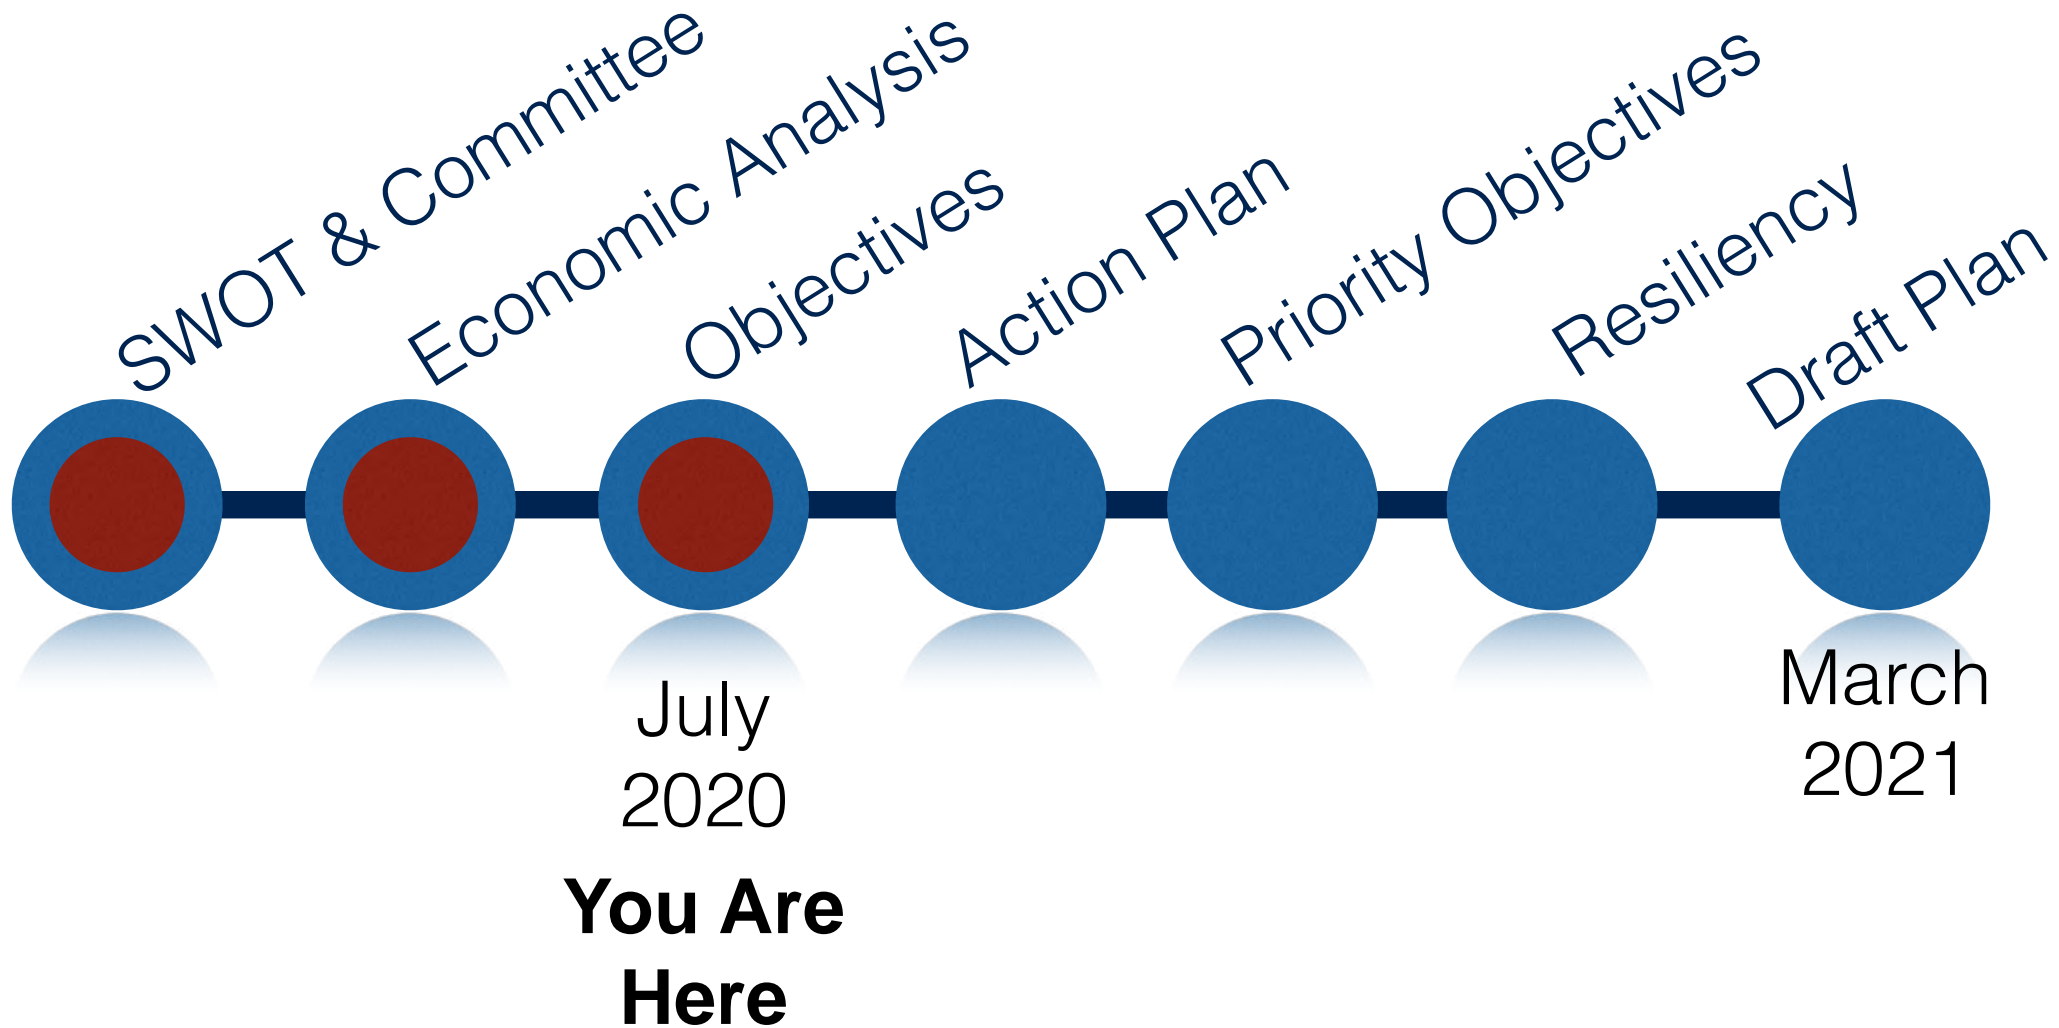 SWOT & Committee
Economic Analysis
Objectives
Action Plan
Priority Objectives
Resiliency
Draft Plan
July
2020
You Are
Here
March
2021